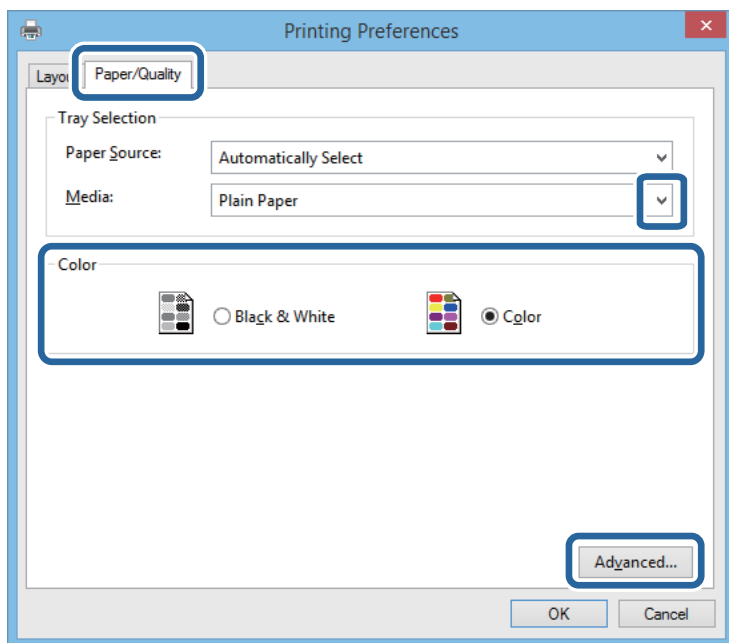 Printing Preferences
Layou Paper/Quality
Tray Selection
Paper Source: Automatically Select
Media: Plain Paper
Color
Black & White Color
Advanced...
OK Cancel